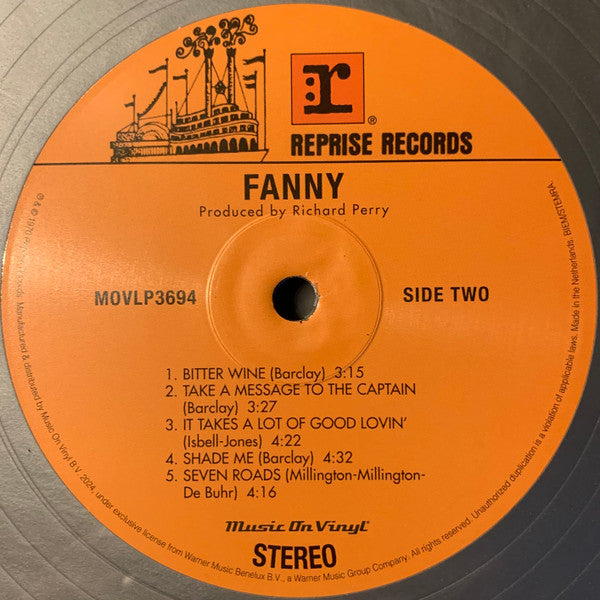 r
®
REPRISE RECORDS
FANNY
Produced by Richard Perry
MOVLP3694
SIDE TWO
1. BITTER WINE (Barclay) 3:15
2. TAKE A MESSAGE TO THE CAPTAIN
(Barclay) 3:27
3. IT TAKES A LOT OF GOOD LOVIN'
(Isbell-Jones) 4:22
4. SHADE ME (Barclay) 4:32
5. SEVEN ROADS (Millington-Millington-
De Buhr) 4:16
Music On Vinyl
STEREO
℗ & © 1970 Manufactured & distributed by Music On Vinyl B.V. 2024, under exclusive license from Warner Music Benelux B.V., a Warner Music Group Company. All rights reserved. Unauthorized duplication is a violation of applicable laws. Made in the Netherlands. BIEM/STEMRA.